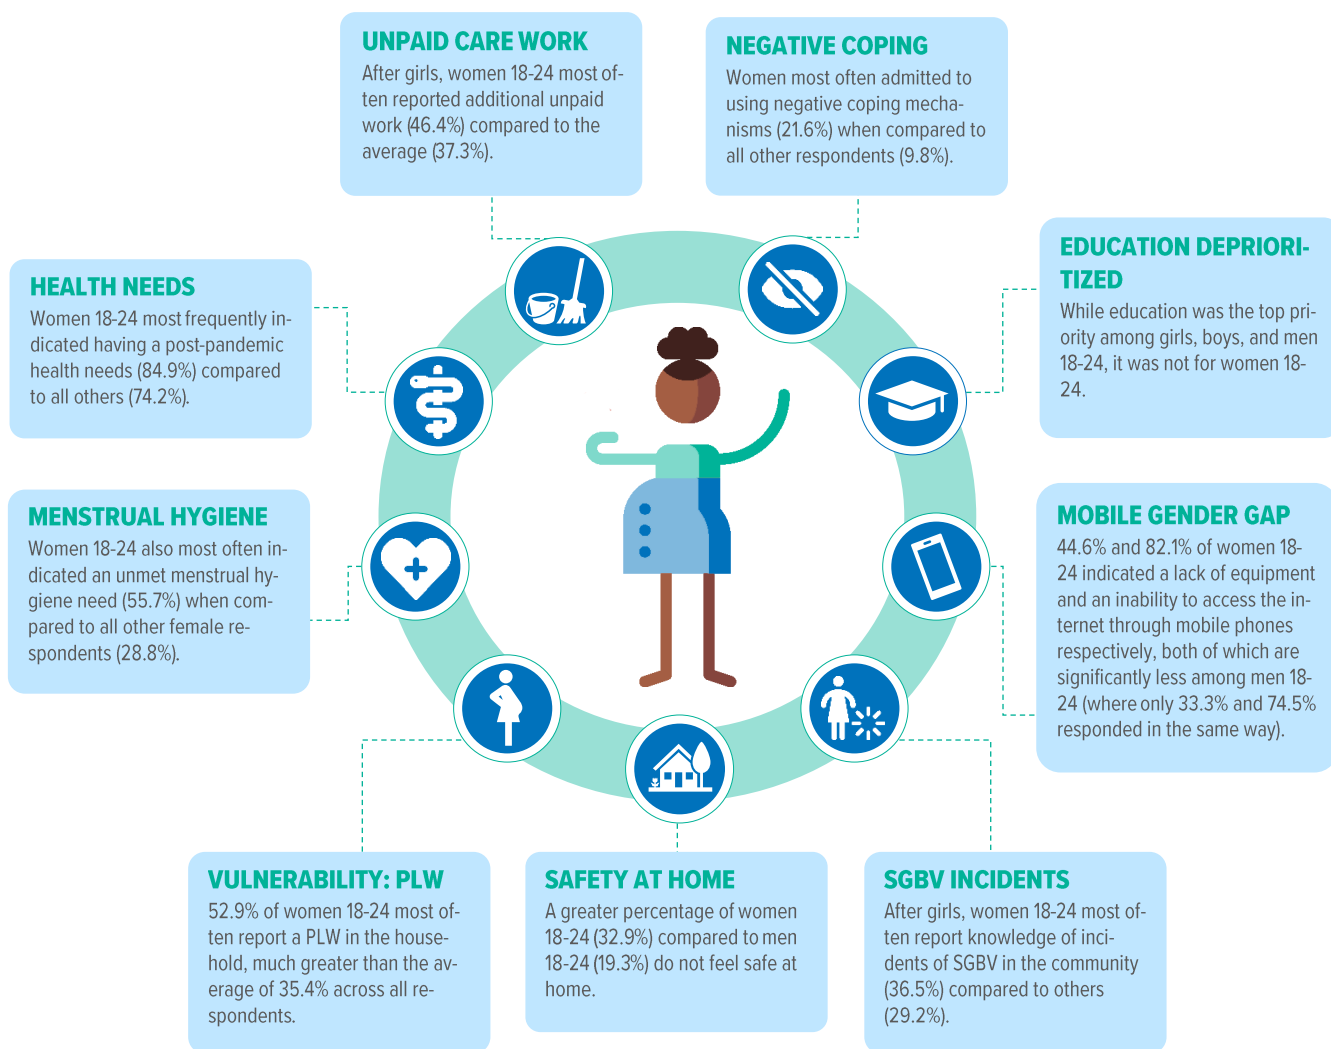 UNPAID CARE WORK
After girls, women 18-24 most of-
ten reported additional unpaid
work (46.4%) compared to the
average (37.3%).
NEGATIVE COPING
Women most often admitted to
using negative coping mecha-
nisms (21.6%) when compared to
all other respondents (9.8%).
EDUCATION DEPRIORI-
TIZED
While education was the top pri-
ority among girls, boys, and men
18-24, it was not for women 18-
24.
HEALTH NEEDS
Women 18-24 most frequently in-
dicated having a post-pandemic
health needs (84.9%) compared
to all others (74.2%).
MENSTRUAL HYGIENE
Women 18-24 also most often in-
dicated an unmet menstrual hy-
giene need (55.7%) when com-
pared to all other female re-
spondents (28.8%).
MOBILE GENDER GAP
44.6% and 82.1% of women 18-
24 indicated a lack of equipment
and an inability to access the in-
ternet through mobile phones
respectively, both of which are
significantly less among men 18-
24 (where only 33.3% and 74.5%
responded in the same way).
VULNERABILITY: PLW
52.9% of women 18-24 most of-
ten report a PLW in the house-
hold, much greater than the av-
erage of 35.4% across all re-
spondents.
SAFETY AT HOME
A greater percentage of women
18-24 (32.9%) compared to men
18-24 (19.3%) do not feel safe at
home.
SGBV INCIDENTS
After girls, women 18-24 most of-
ten report knowledge of inci-
dents of SGBV in the community
(36.5%) compared to others
(29.2%).